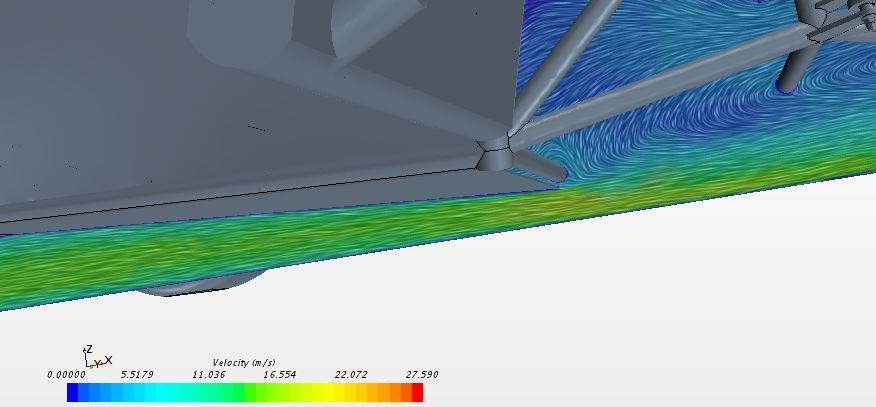 Z
Y X
Velocity (m/s)
0.00000 5.5179 11.036 16.554 22.072 27.590